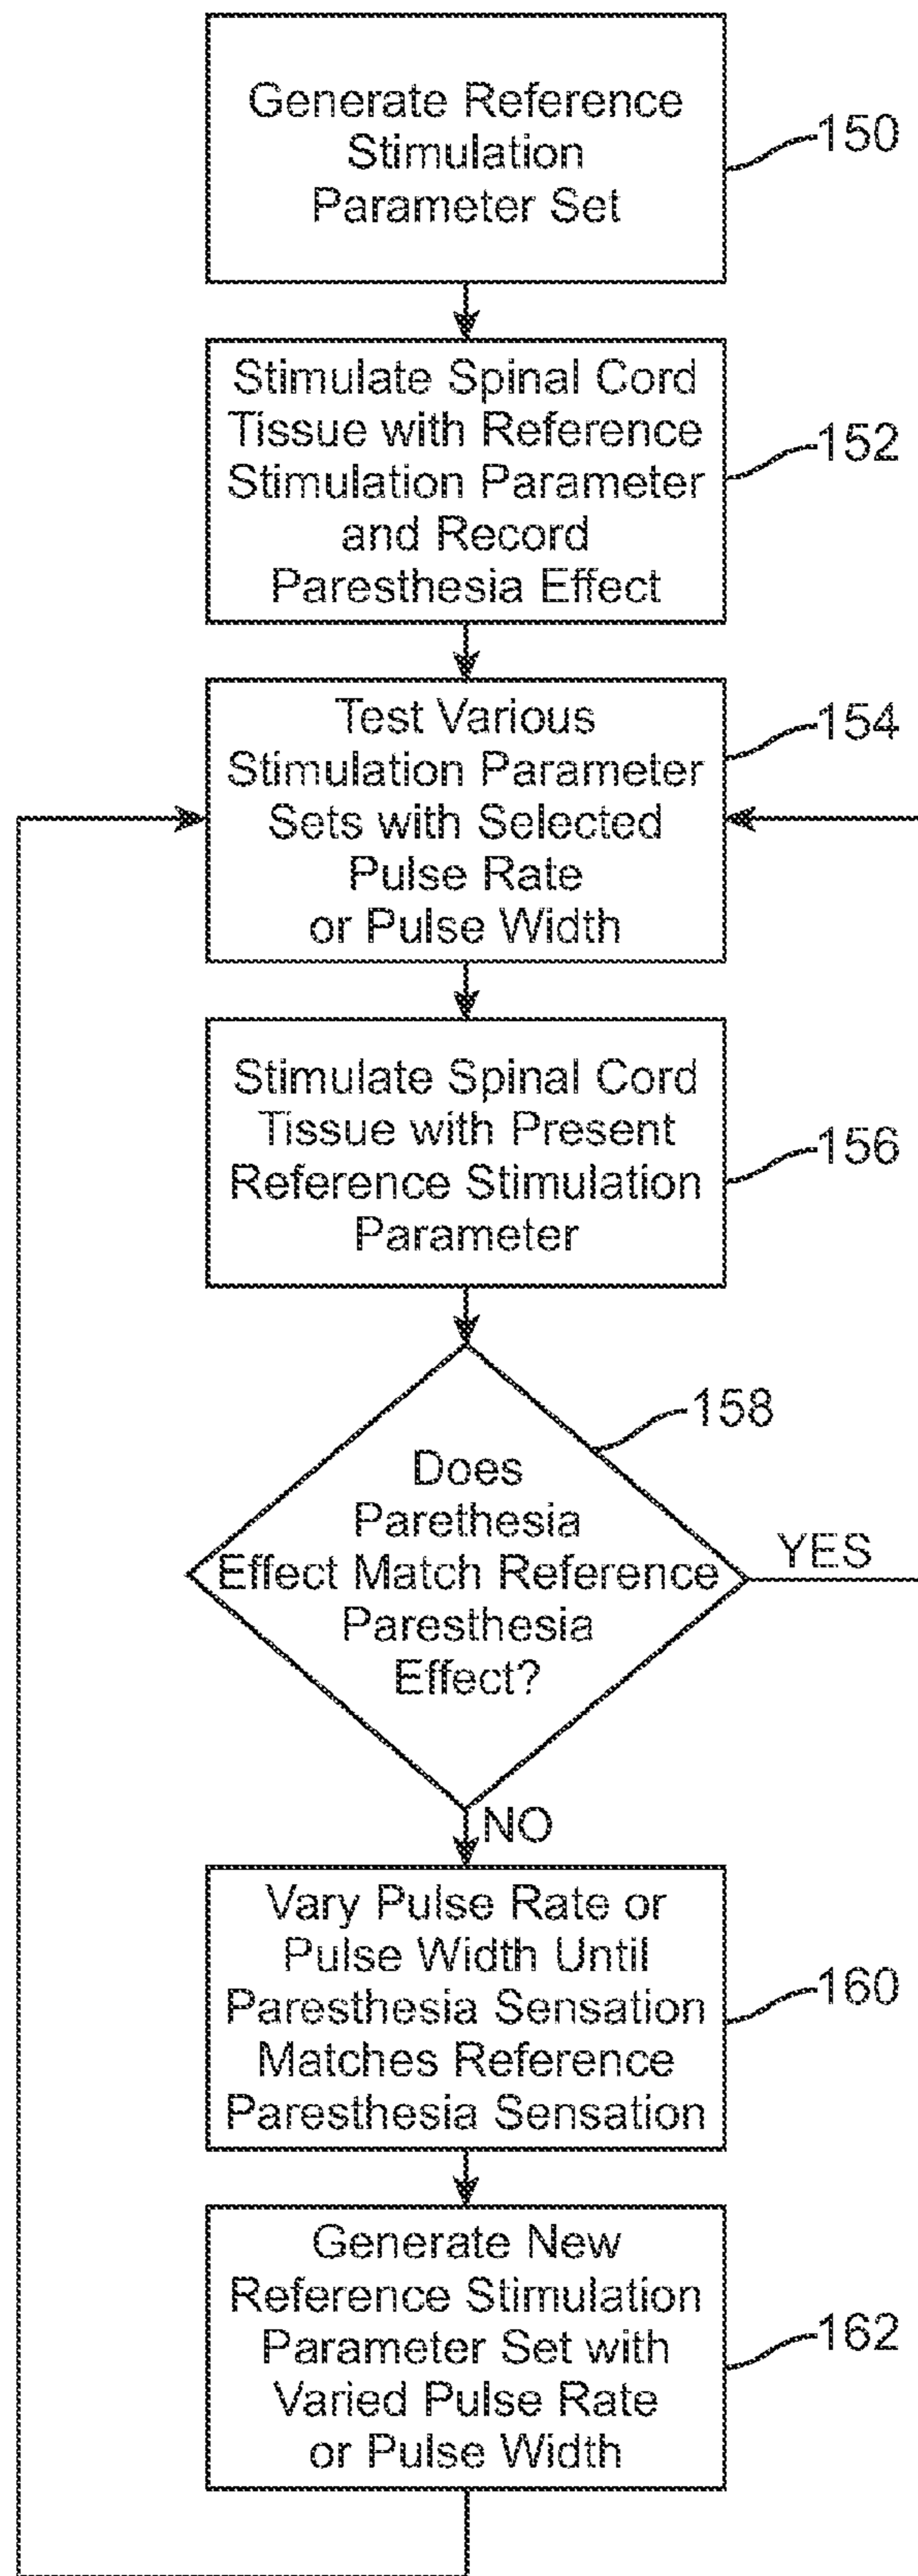 Generate Reference
Stimulation
Parameter Set
150
Stimulate Spinal Cord
Tissue with Reference
Stimulation Parameter
and Record
Paresthesia Effect
152
Test Various
Stimulation Parameter
Sets with Selected
Pulse Rate
or Pulse Width
154
Stimulate Spinal Cord
Tissue with Present
Reference Stimulation
Parameter
156
158
Does
Parethesia
Effect Match Reference
Paresthesia
Effect?
YES
NO
Vary Pulse Rate or
Pulse Width Until
Paresthesia Sensation
Matches Reference
Paresthesia Sensation
160
Generate New
Reference Stimulation
Parameter Set with
Varied Pulse Rate
or Pulse Width
162